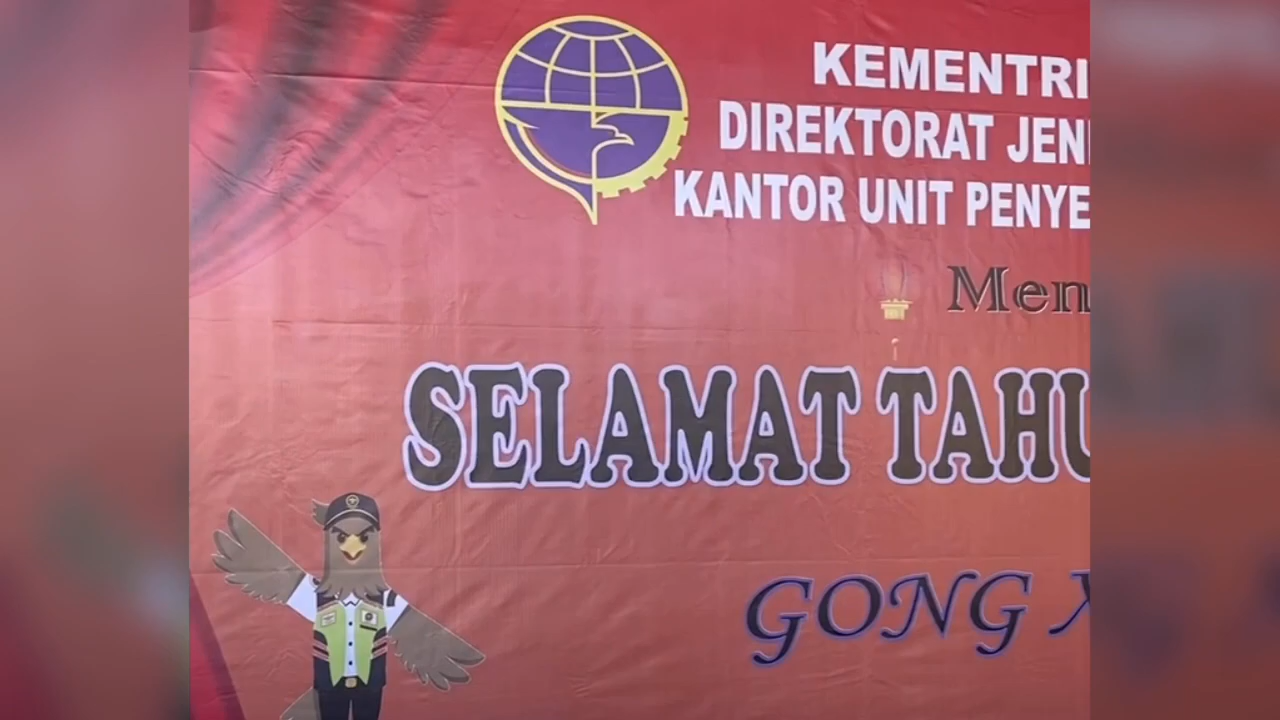 KEMENTRI
DIREKTORAT JEN
KANTOR UNIT PENYE
Men
SELAMAT TAHU
GONG X